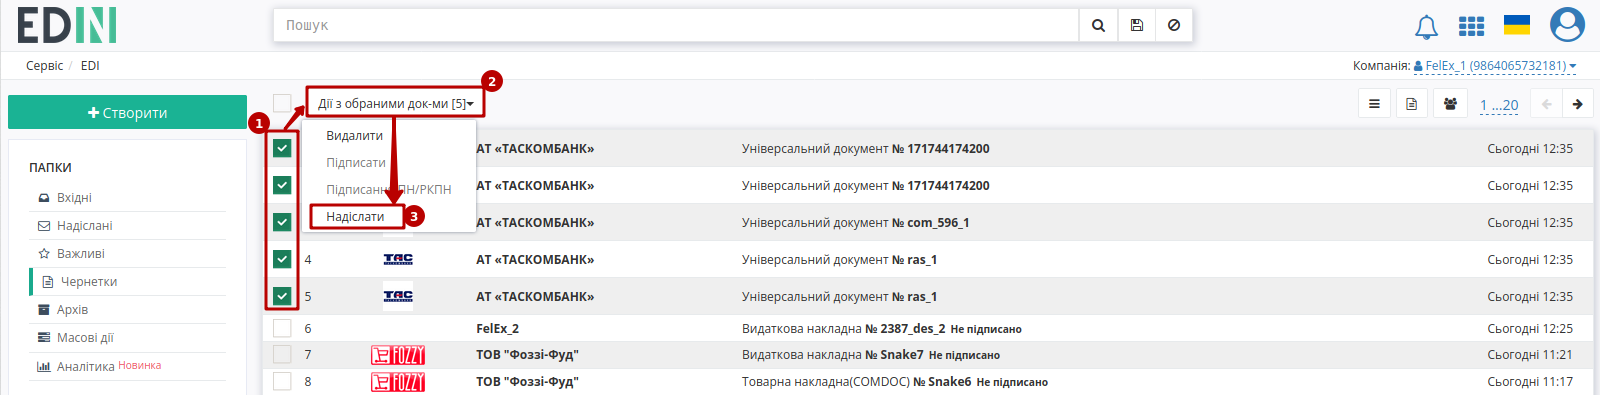 EDIN
Пошук
Сервіс / EDI
Компанія: FelEx_1 (9864065732181)
Створити
ПАПКИ
Вхідні
Надіслані
Важливі
Чернетки
Архів
Масові дії
Аналітика Новинка
1
2
Дії з обраними док-ми [5]
1 ...20
Видалити
Підписати
Підписання ПН/РКПН
Надіслати
3
АТ «ТАСКОМБАНК» Універсальний документ № 171744174200 Сьогодні 12:35
АТ «ТАСКОМБАНК» Універсальний документ № 171744174200 Сьогодні 12:35
АТ «ТАСКОМБАНК» Універсальний документ № com_596_1 Сьогодні 12:35
4 ТАС АТ «ТАСКОМБАНК» Універсальний документ № ras_1 Сьогодні 12:35
5 ТАС АТ «ТАСКОМБАНК» Універсальний документ № ras_1 Сьогодні 12:35
6 FelEx_2 Видаткова накладна № 2387_des_2 Не підписано Сьогодні 12:25
7 FOZZY ТОВ "Фоззі-Фуд" Видаткова накладна № Snake7 Не підписано Сьогодні 11:21
8 FOZZY ТОВ "Фоззі-Фуд" Товарна накладна(COMDOC) № Snake6 Не підписано Сьогодні 11:17